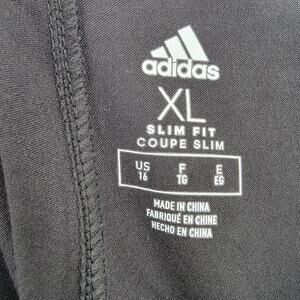 adidas
XL
SLIM FIT
COUPE SLIM
US F E
16 TG EG
MADE IN CHINA
FABRIQUÉ EN CHINE
HECHO EN CHINA